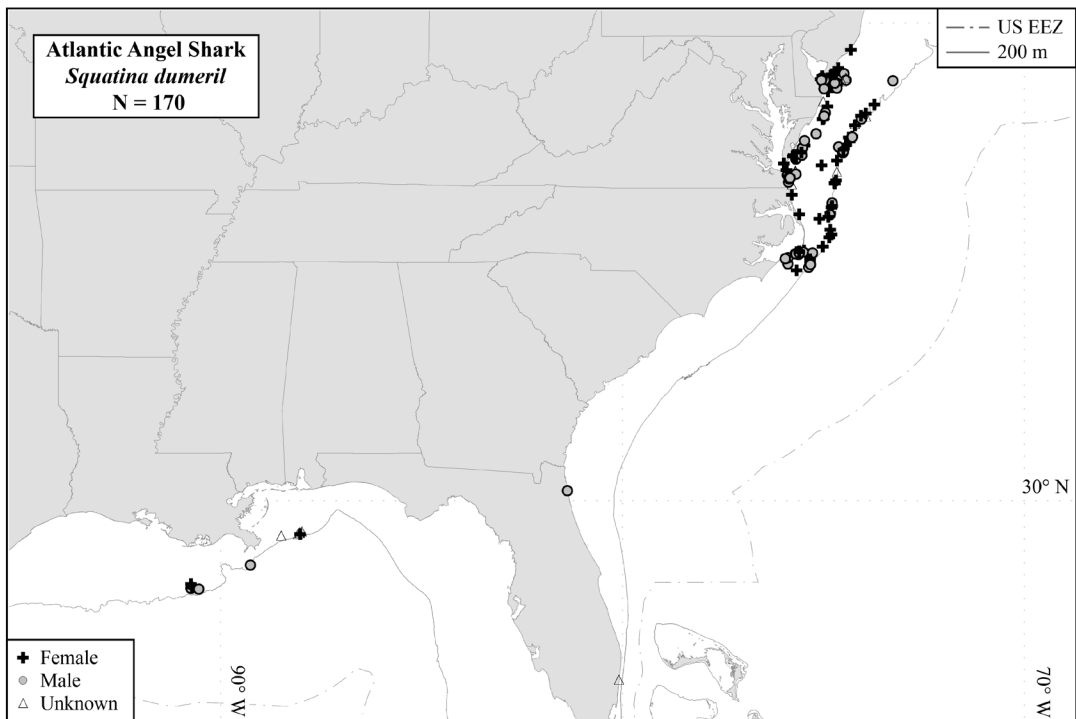 Atlantic Angel Shark
Squatina dumeril
N = 170
US EEZ
200 m
30° N
Female
Male
Unknown
90° W
70° W